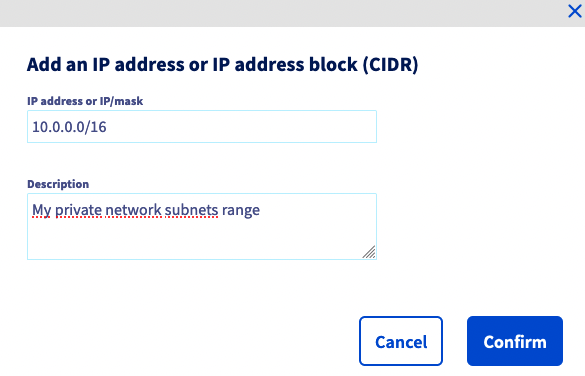 Add an IP address or IP address block (CIDR)
IP address or IP/mask
10.0.0.0/16
Description
My private network subnets range
Cancel
Confirm